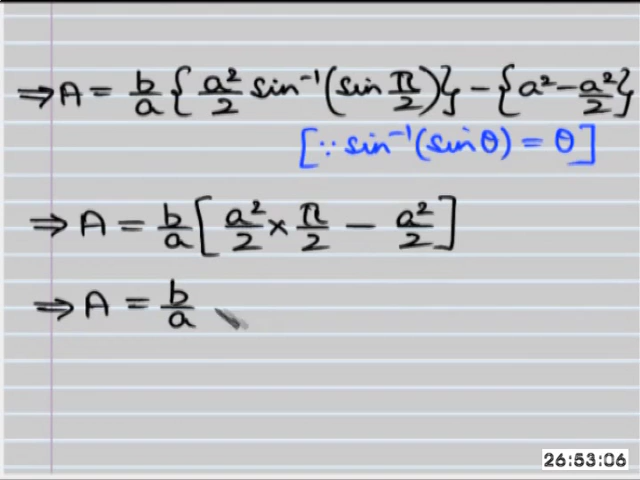 ⇒ A = b/a { a²/2 sin⁻¹ (sin π/2) } - { a² - a²/2 }
[∵ sin⁻¹ (sin θ) = θ ]
⇒ A = b/a [ a²/2 × π/2 - a²/2 ]
⇒ A = b/a
26:53:06